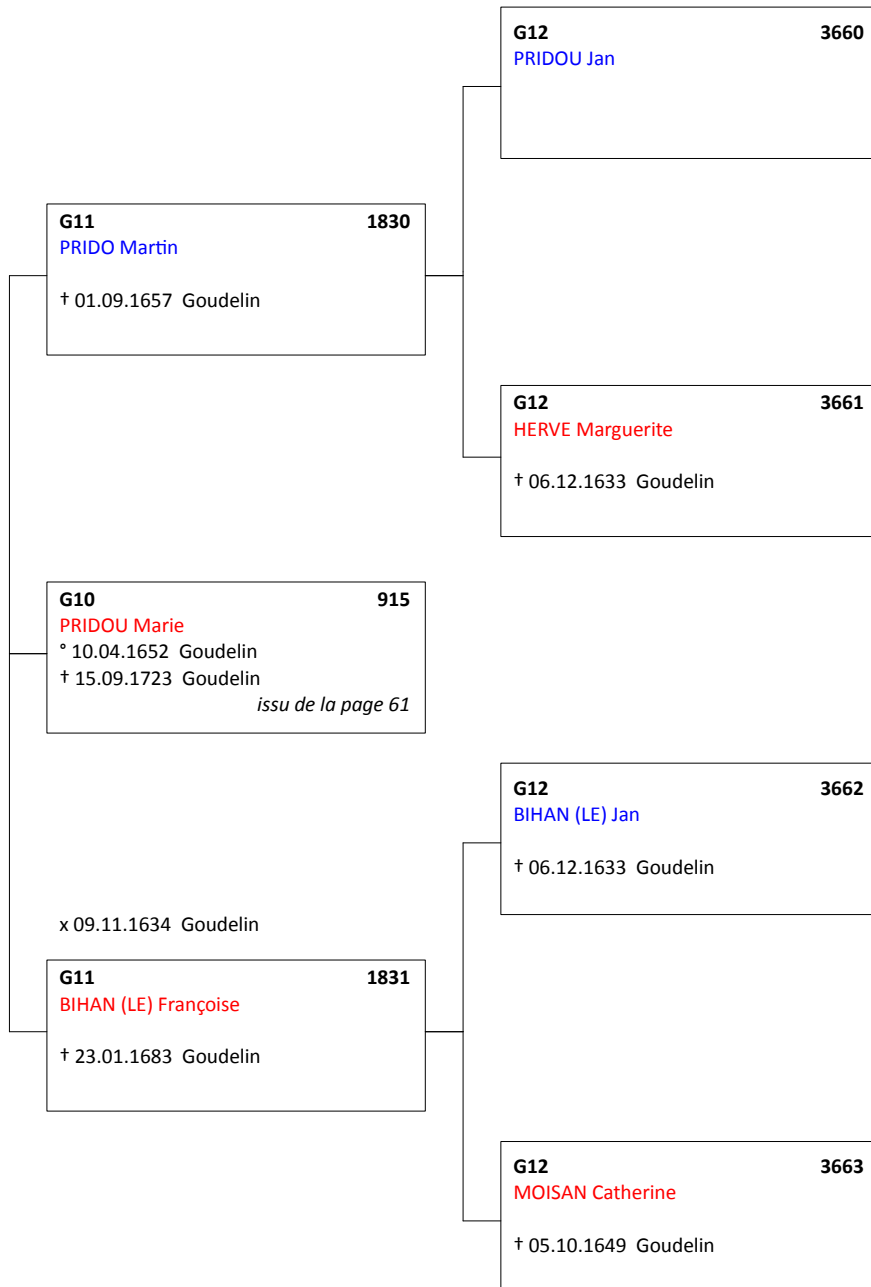 G12 3660
PRIDOU Jan
G11 1830
PRIDO Martin
† 01.09.1657 Goudelin
G12 3661
HERVE Marguerite
† 06.12.1633 Goudelin
G10 915
PRIDOU Marie
° 10.04.1652 Goudelin
† 15.09.1723 Goudelin
issu de la page 61
G12 3662
BIHAN (LE) Jan
† 06.12.1633 Goudelin
x 09.11.1634 Goudelin
G11 1831
BIHAN (LE) Françoise
† 23.01.1683 Goudelin
G12 3663
MOISAN Catherine
† 05.10.1649 Goudelin